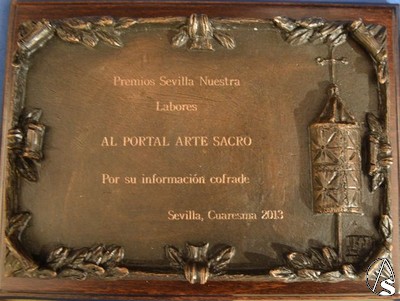 Premios Sevilla Nuestra
Labores
AL PORTAL ARTE SACRO
Por su información cofrade
Sevilla, Cuaresma 2013